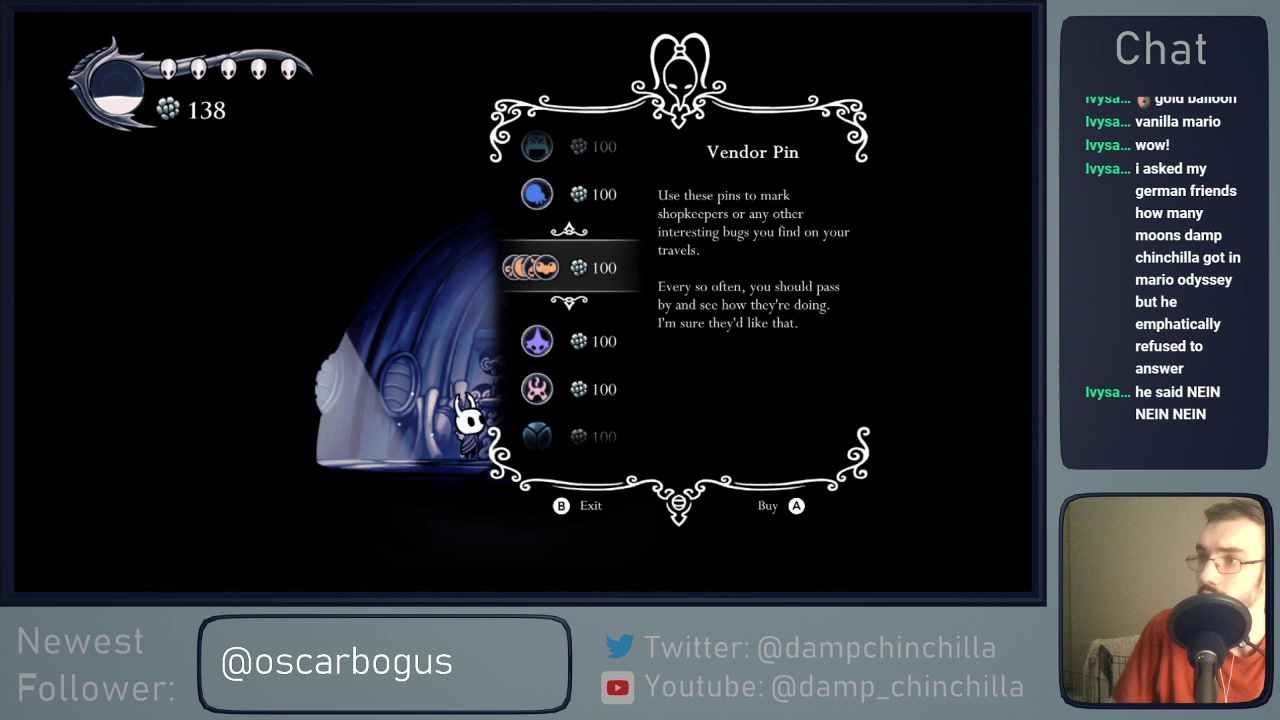 138
100
100
100
100
100
100
Vendor Pin
Use these pins to mark
shopkeepers or any other
interesting bugs you find on your
travels.
Every so often, you should pass
by and see how they're doing.
I'm sure they'd like that.
B Exit
Buy A
Chat
Ivysa... gold balloon
Ivysa... vanilla mario
Ivysa... wow!
Ivysa... i asked my
german friends
how many
moons damp
chinchilla got in
mario odyssey
but he
emphatically
refused to
answer
Ivysa... he said NEIN
NEIN NEIN
Newest
Follower:
@oscarbogus
Twitter: @dampchinchilla
Youtube: @damp_chinchilla